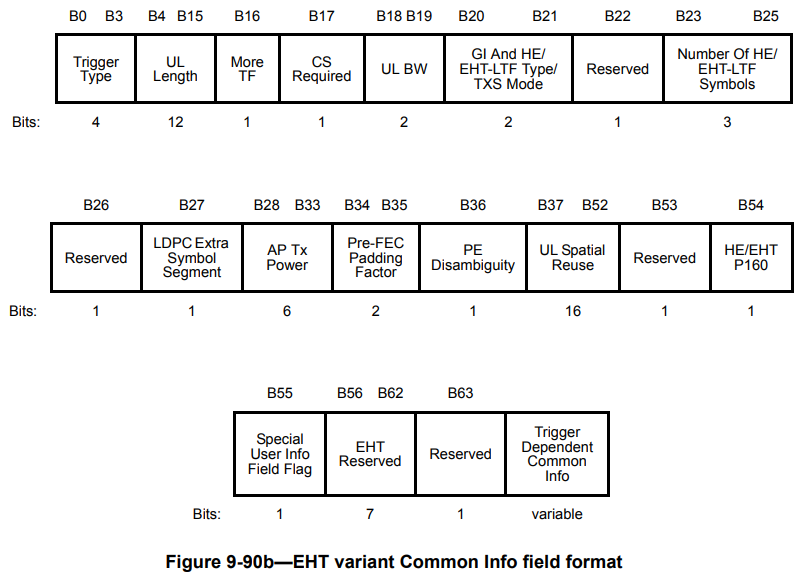 B0 B3 B4 B15 B16 B17 B18 B19 B20 B21 B22 B23 B25
Trigger Type
UL Length
More TF
CS Required
UL BW
GI And HE/ EHT-LTF Type/ TXS Mode
Reserved
Number Of HE/ EHT-LTF Symbols
Bits: 4 12 1 1 2 2 1 3
B26 B27 B28 B33 B34 B35 B36 B37 B52 B53 B54
Reserved
LDPC Extra Symbol Segment
AP Tx Power
Pre-FEC Padding Factor
PE Disambiguity
UL Spatial Reuse
Reserved
HE/EHT P160
Bits: 1 1 6 2 1 16 1 1
B55 B56 B62 B63
Special User Info Field Flag
EHT Reserved
Reserved
Trigger Dependent Common Info
Bits: 1 7 1 variable
Figure 9-90b—EHT variant Common Info field format